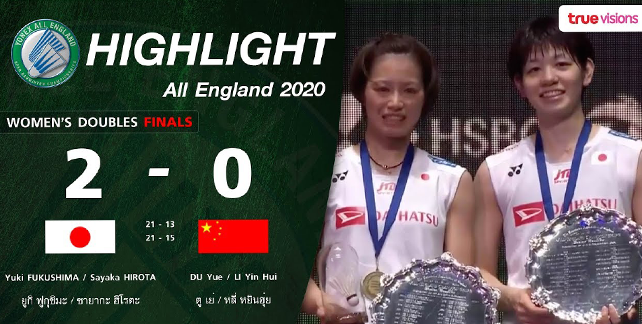 truevisions
YONEX ALL ENGLAND
HIGHLIGHT
All England 2020
WOMEN'S DOUBLES FINALS
2 - 0
21 - 13
21 - 15
Yuki FUKUSHIMA / Sayaka HIROTA
DU Yue / LI Yin Hui
ยูกิ ฟูกูชิมะ / ซายากะ ฮิโรตะ
ตู เย่ / หลี่ หยินฮุ่ย
HSBC
YONEX
DAIHATSU
YONEX
DAIHATSU